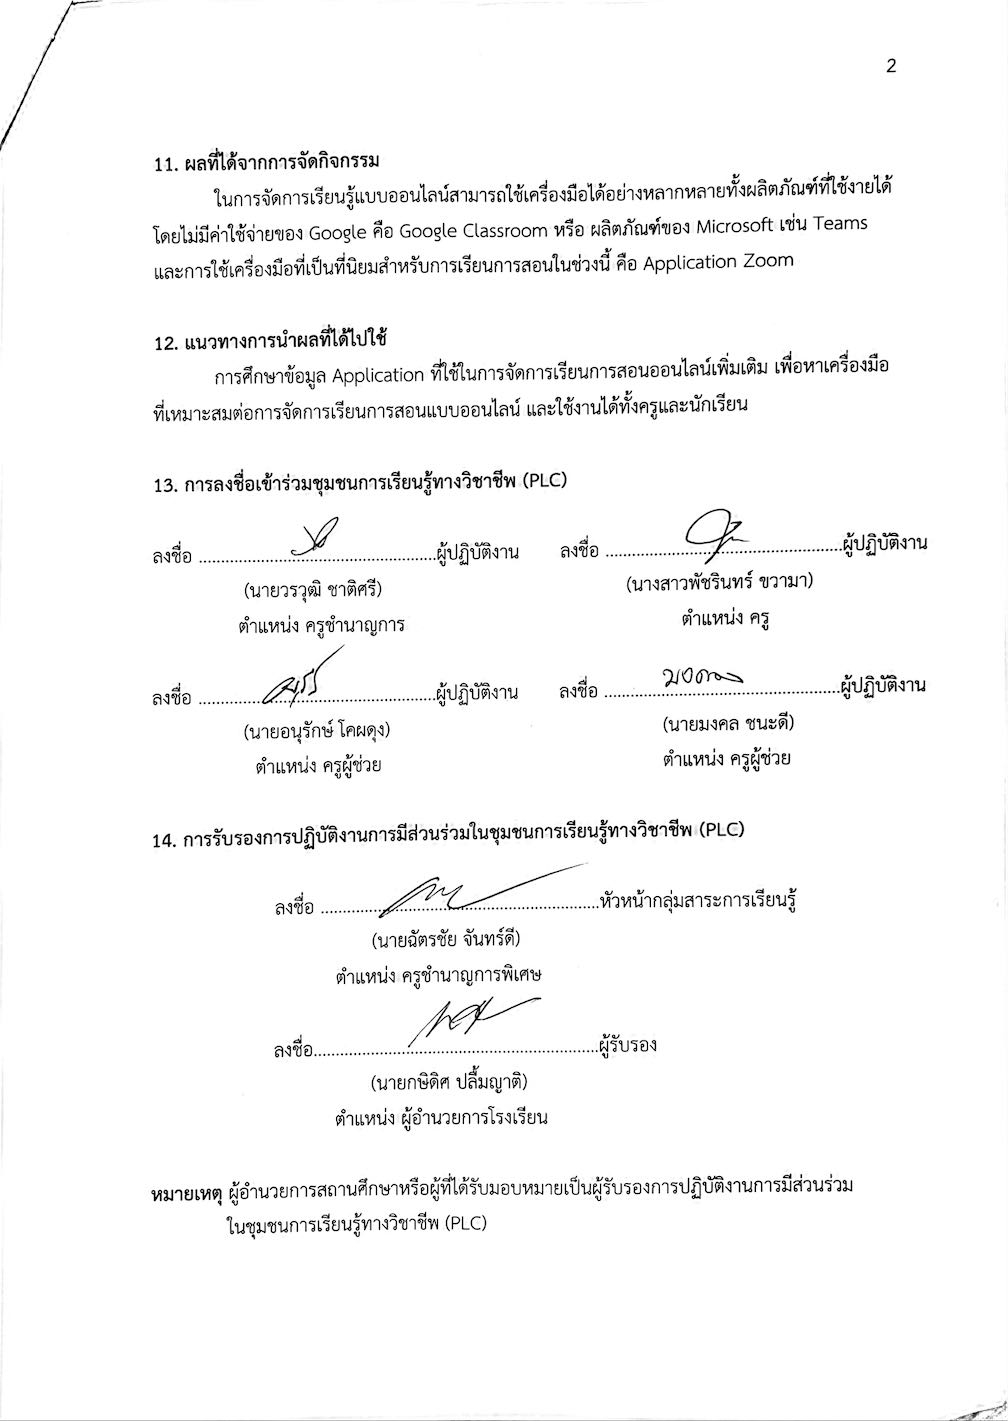 2
11. ผลที่ได้จากการจัดกิจกรรม
ในการจัดการเรียนรู้แบบออนไลน์สามารถใช้เครื่องมือได้อย่างหลากหลายทั้งผลิตภัณฑ์ที่ใช้งายได้
โดยไม่มีค่าใช้จ่ายของ Google คือ Google Classroom หรือ ผลิตภัณฑ์ของ Microsoft เช่น Teams
และการใช้เครื่องมือที่เป็นที่นิยมสำหรับการเรียนการสอนในช่วงนี้ คือ Application Zoom
12. แนวทางการนำผลที่ได้ไปใช้
การศึกษาข้อมูล Application ที่ใช้ในการจัดการเรียนการสอนออนไลน์เพิ่มเติม เพื่อหาเครื่องมือ
ที่เหมาะสมต่อการจัดการเรียนการสอนแบบออนไลน์ และใช้งานได้ทั้งครูและนักเรียน
13. การลงชื่อเข้าร่วมชุมชนการเรียนรู้ทางวิชาชีพ (PLC)
ลงชื่อ ............................................ผู้ปฏิบัติงาน ลงชื่อ ............................................ผู้ปฏิบัติงาน
(นายวรวุฒิ ชาติศรี) (นางสาวพัชรินทร์ ขวามา)
ตำแหน่ง ครูชำนาญการ ตำแหน่ง ครู
ลงชื่อ ............................................ผู้ปฏิบัติงาน ลงชื่อ ............มงคล............ผู้ปฏิบัติงาน
(นายอนุรักษ์ โคผดุง) (นายมงคล ชนะดี)
ตำแหน่ง ครูผู้ช่วย ตำแหน่ง ครูผู้ช่วย
14. การรับรองการปฏิบัติงานการมีส่วนร่วมในชุมชนการเรียนรู้ทางวิชาชีพ (PLC)
ลงชื่อ ....................................................หัวหน้ากลุ่มสาระการเรียนรู้
(นายฉัตรชัย จันทร์ดี)
ตำแหน่ง ครูชำนาญการพิเศษ
ลงชื่อ.....................................................ผู้รับรอง
(นายกษิดิศ ปลื้มญาติ)
ตำแหน่ง ผู้อำนวยการโรงเรียน
หมายเหตุ ผู้อำนวยการสถานศึกษาหรือผู้ที่ได้รับมอบหมายเป็นผู้รับรองการปฏิบัติงานการมีส่วนร่วม
ในชุมชนการเรียนรู้ทางวิชาชีพ (PLC)